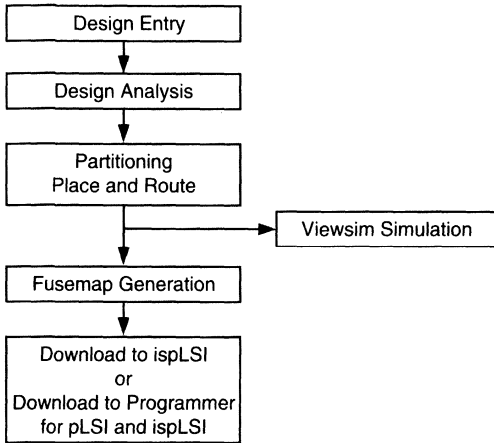 Design Entry
Design Analysis
Partitioning
Place and Route
Viewsim Simulation
Fusemap Generation
Download to ispLSI
or
Download to Programmer
for pLSI and ispLSI